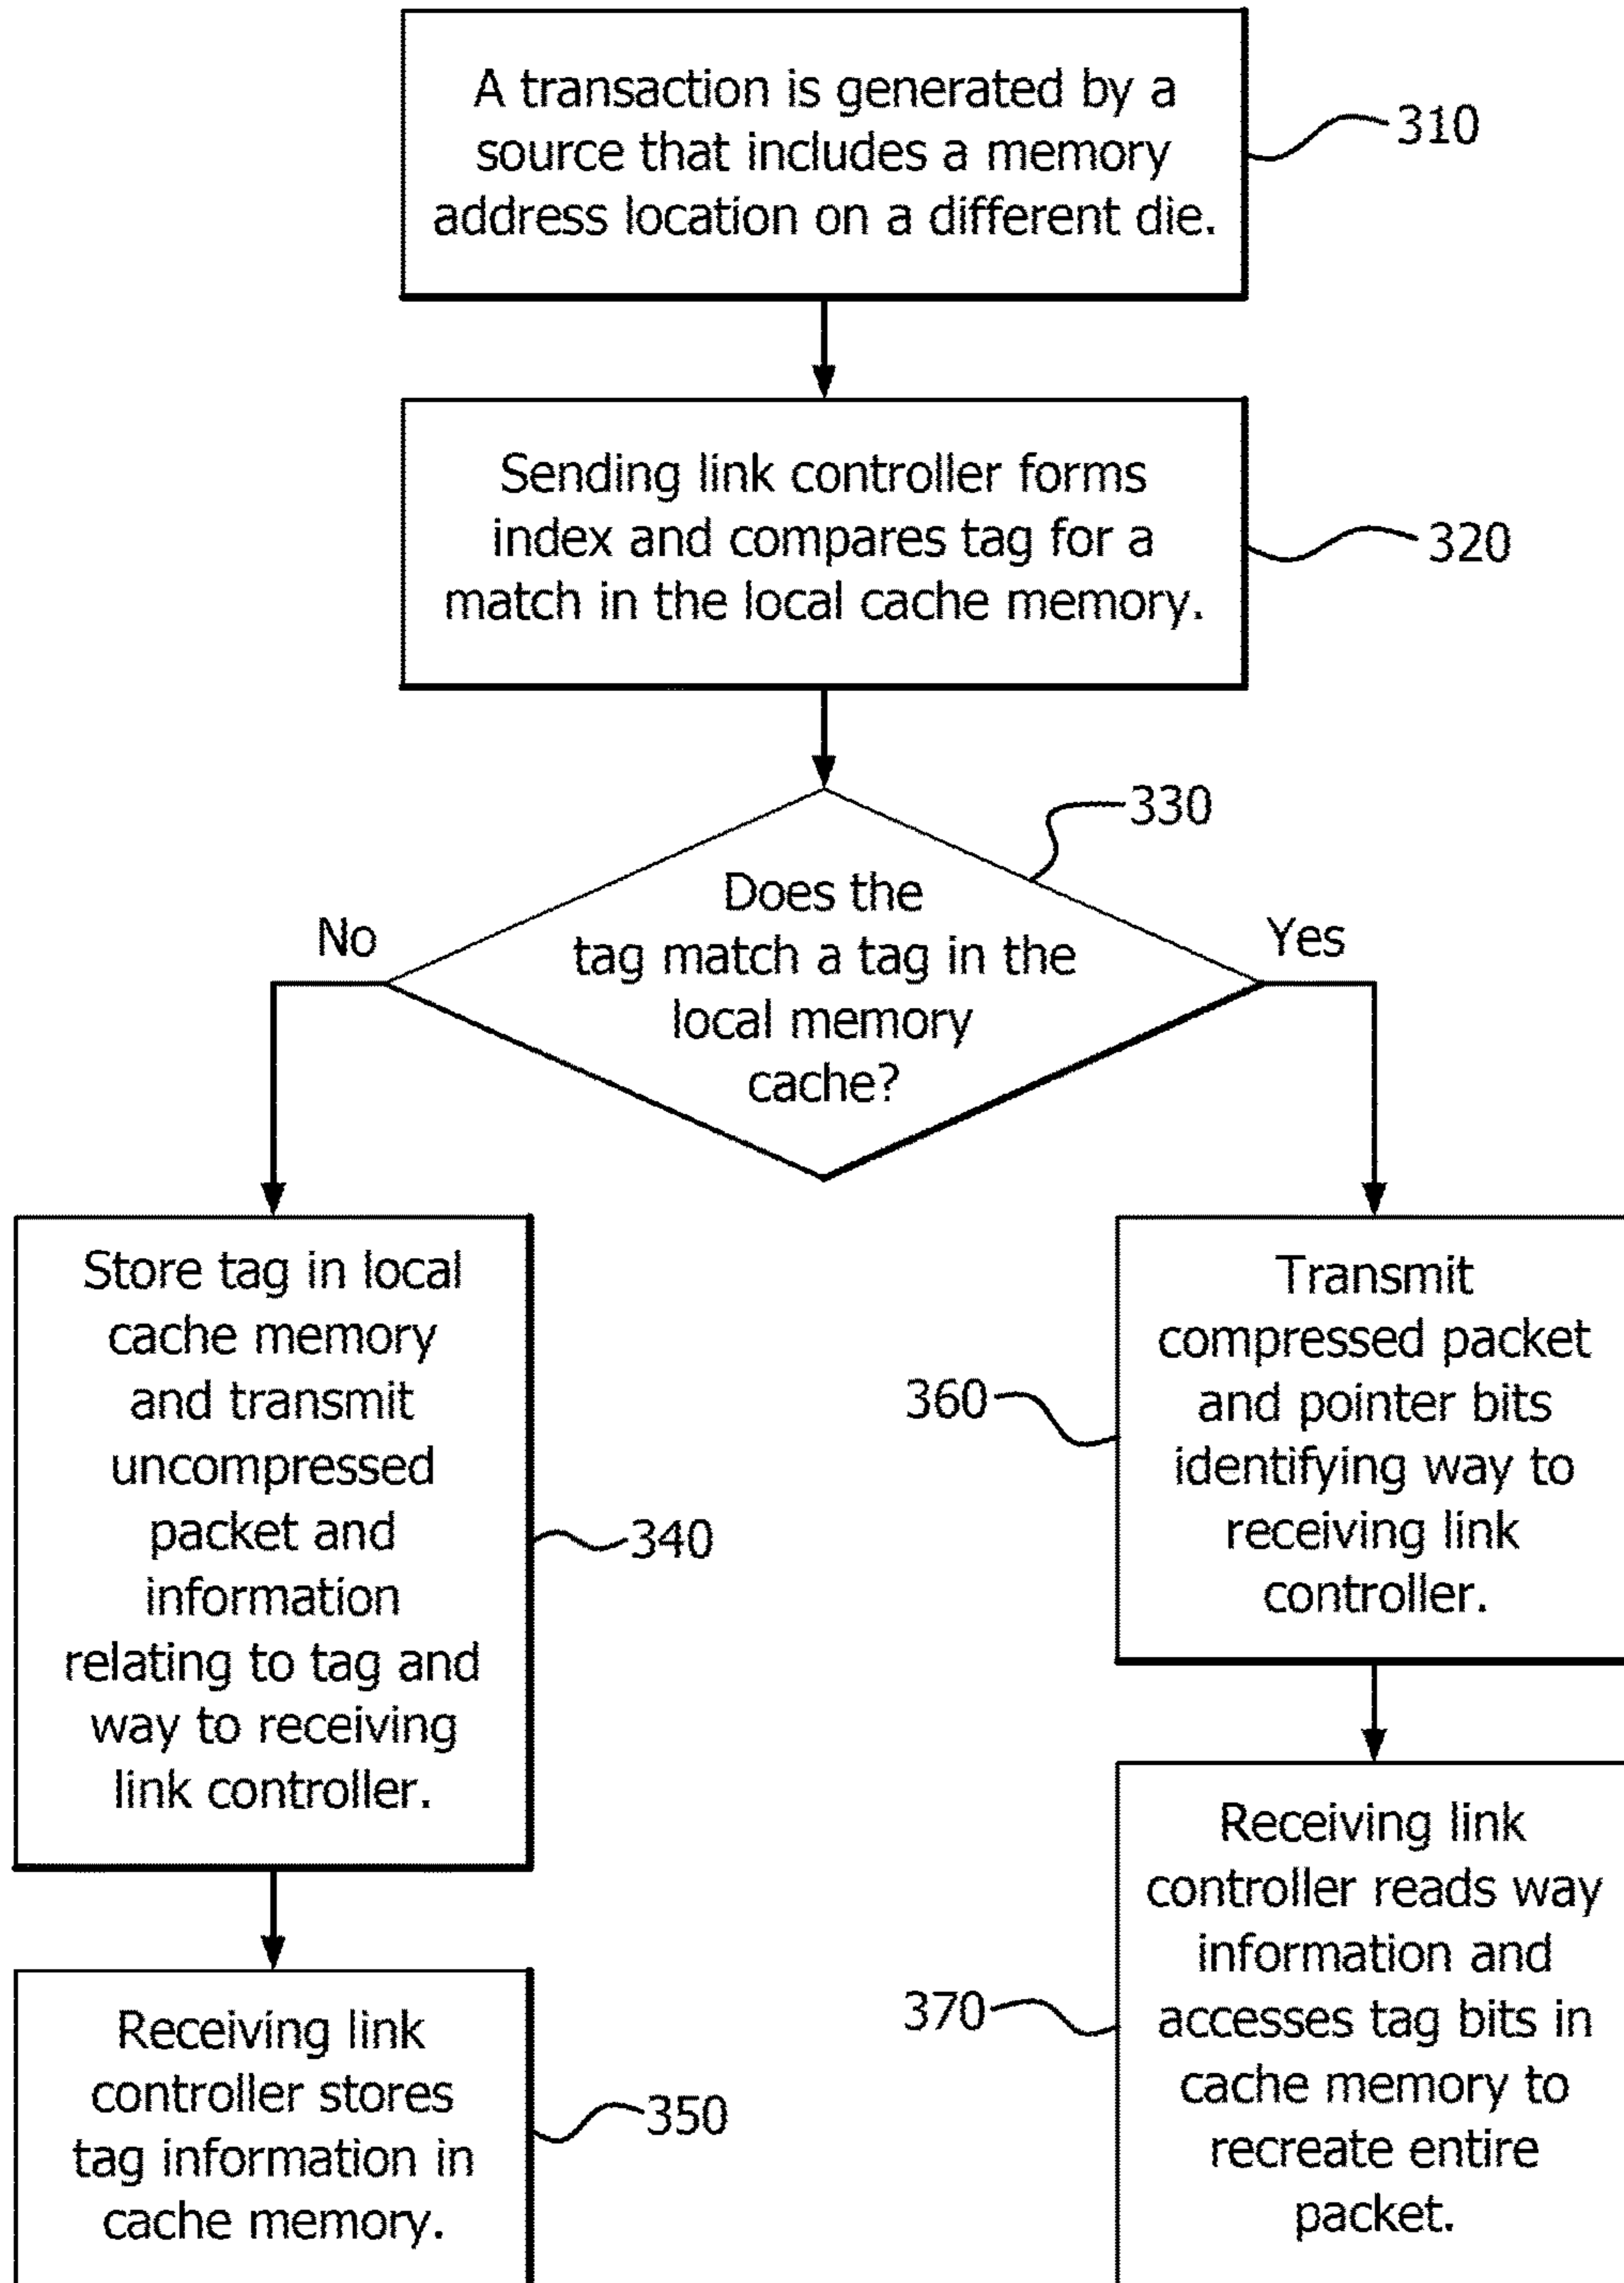 A transaction is generated by a
source that includes a memory
address location on a different die.
310
Sending link controller forms
index and compares tag for a
match in the local cache memory.
320
330
Does the
tag match a tag in the
local memory
cache?
No
Yes
Store tag in local
cache memory
and transmit
uncompressed
packet and
information
relating to tag and
way to receiving
link controller.
340
Receiving link
controller stores
tag information in
cache memory.
350
Transmit
compressed packet
and pointer bits
identifying way to
receiving link
controller.
360
Receiving link
controller reads way
information and
accesses tag bits in
cache memory to
recreate entire
packet.
370